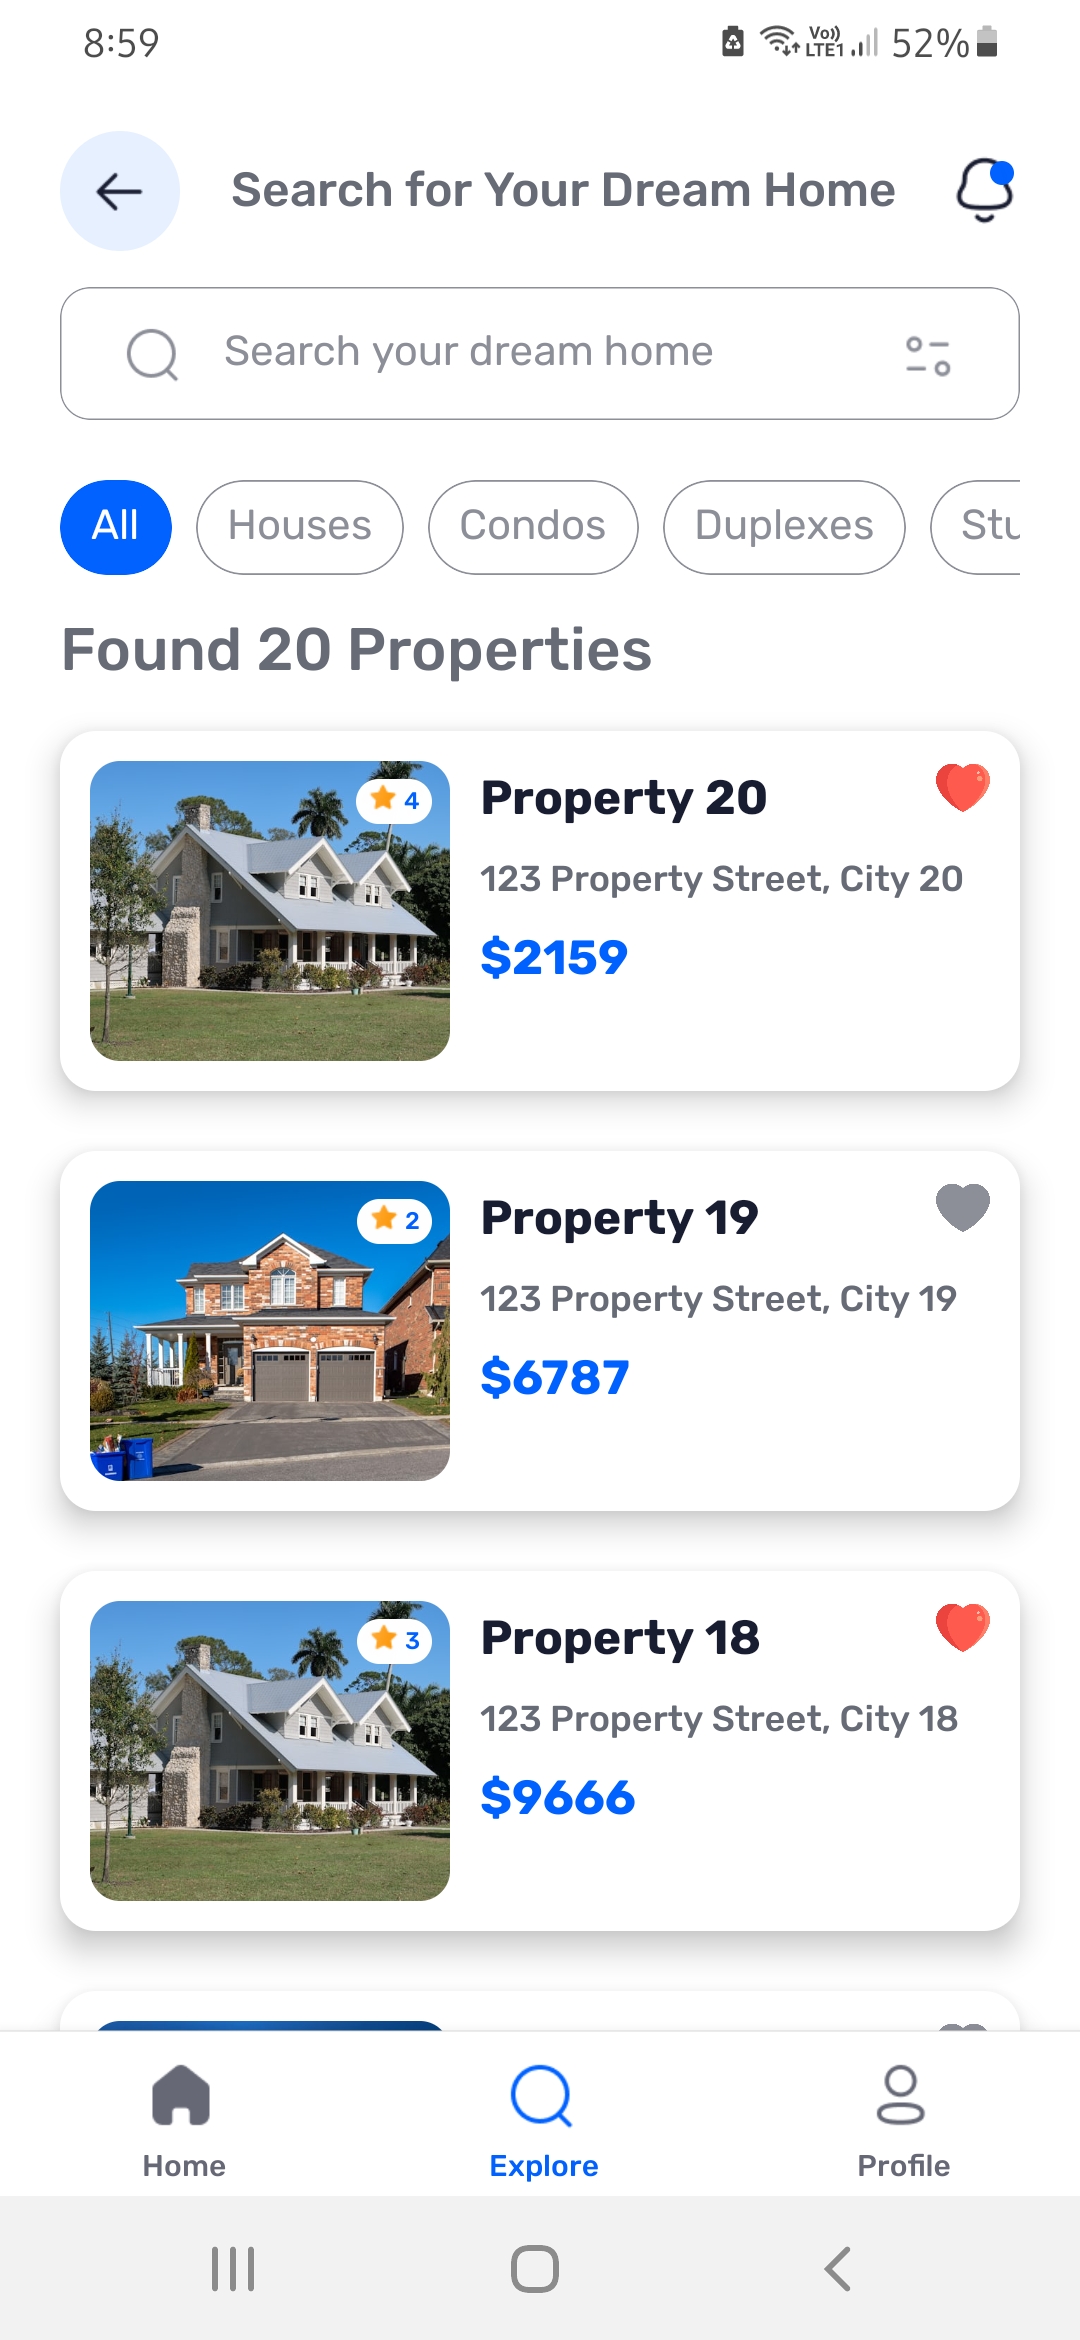 8:59 Vo)) LTE1 52%
Search for Your Dream Home
Search your dream home
All Houses Condos Duplexes Stu
Found 20 Properties
4
Property 20
123 Property Street, City 20
$2159
2
Property 19
123 Property Street, City 19
$6787
3
Property 18
123 Property Street, City 18
$9666
Home Explore Profile